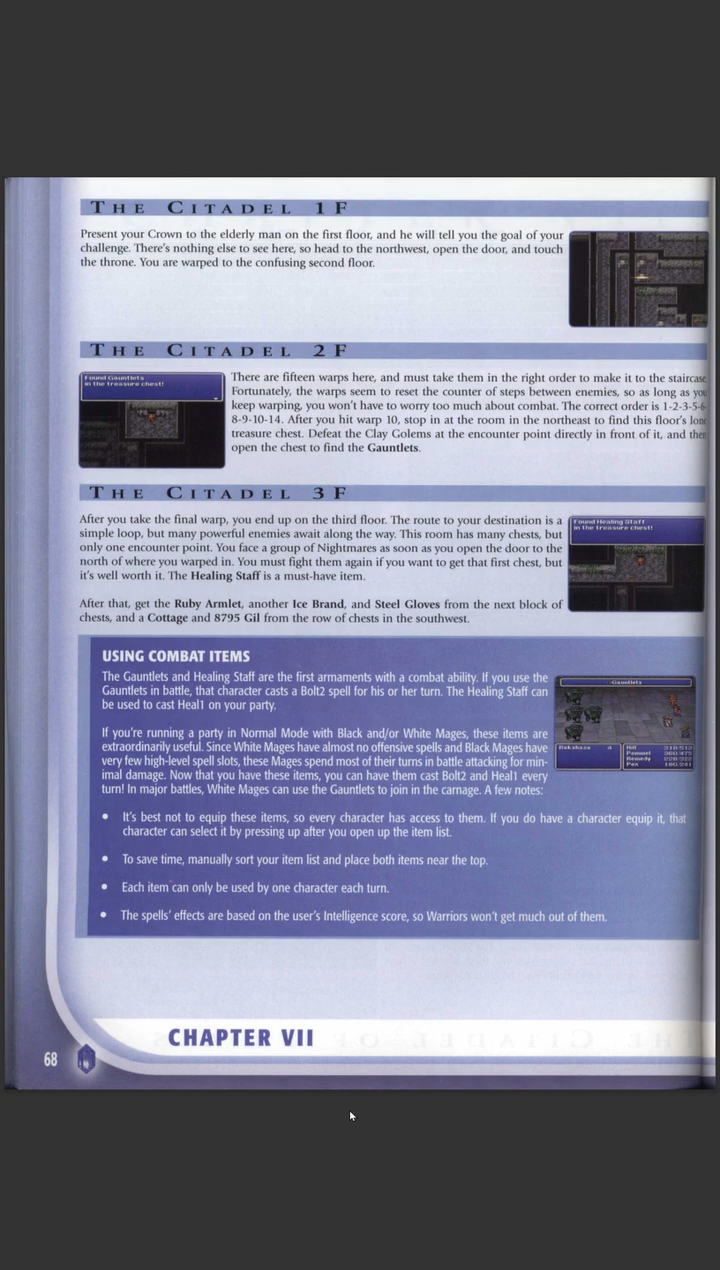 THE CITADEL 1F
Present your Crown to the elderly man on the first floor, and he will tell you the goal of your
challenge. There's nothing else to see here, so head to the northwest, open the door, and touch
the throne. You are warped to the confusing second floor.
THE CITADEL 2F
Found Gauntlets
in the treasure chest!
There are fifteen warps here, and must take them in the right order to make it to the staircase
Fortunately, the warps seem to reset the counter of steps between enemies, so as long as you
keep warping, you won't have to worry too much about combat. The correct order is 1-2-3-5-6-
8-9-10-14. After you hit warp 10, stop in at the room in the northeast to find this floor's lone
treasure chest. Defeat the Clay Golems at the encounter point directly in front of it, and then
open the chest to find the Gauntlets.
THE CITADEL 3F
After you take the final warp, you end up on the third floor. The route to your destination is a
simple loop, but many powerful enemies await along the way. This room has many chests, but
only one encounter point. You face a group of Nightmares as soon as you open the door to the
north of where you warped in. You must fight them again if you want to get that first chest, but
it's well worth it. The Healing Staff is a must-have item.
Found Healing Staff
in the treasure chest!
After that, get the Ruby Armlet, another Ice Brand, and Steel Gloves from the next block of
chests, and a Cottage and 8795 Gil from the row of chests in the southwest.
USING COMBAT ITEMS
The Gauntlets and Healing Staff are the first armaments with a combat ability. If you use the
Gauntlets in battle, that character casts a Bolt2 spell for his or her turn. The Healing Staff can
be used to cast Heal1 on your party.
If you're running a party in Normal Mode with Black and/or White Mages, these items are
extraordinarily useful. Since White Mages have almost no offensive spells and Black Mages have
very few high-level spell slots, these Mages spend most of their turns in battle attacking for min-
imal damage. Now that you have these items, you can have them cast Bolt2 and Heal1 every
turn! In major battles, White Mages can use the Gauntlets to join in the carnage. A few notes:
Gauntlets
• It's best not to equip these items, so every character has access to them. If you do have a character equip it, that
character can select it by pressing up after you open up the item list.
• To save time, manually sort your item list and place both items near the top.
• Each item can only be used by one character each turn.
• The spells' effects are based on the user's Intelligence score, so Warriors won't get much out of them.
CHAPTER VII
68